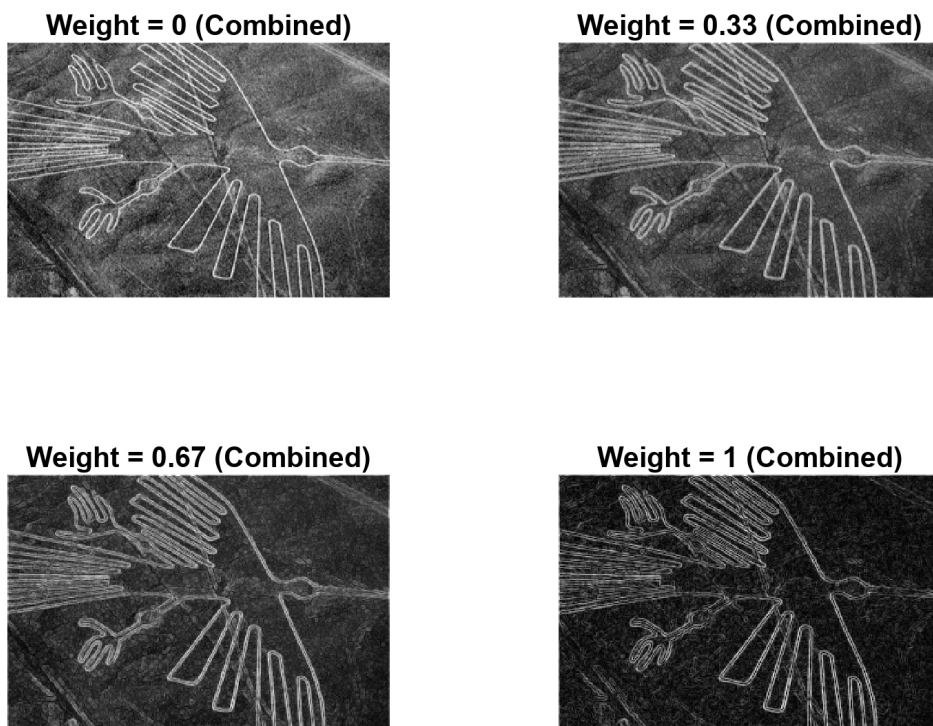 Weight = 0 (Combined)
Weight = 0.33 (Combined)
Weight = 0.67 (Combined)
Weight = 1 (Combined)